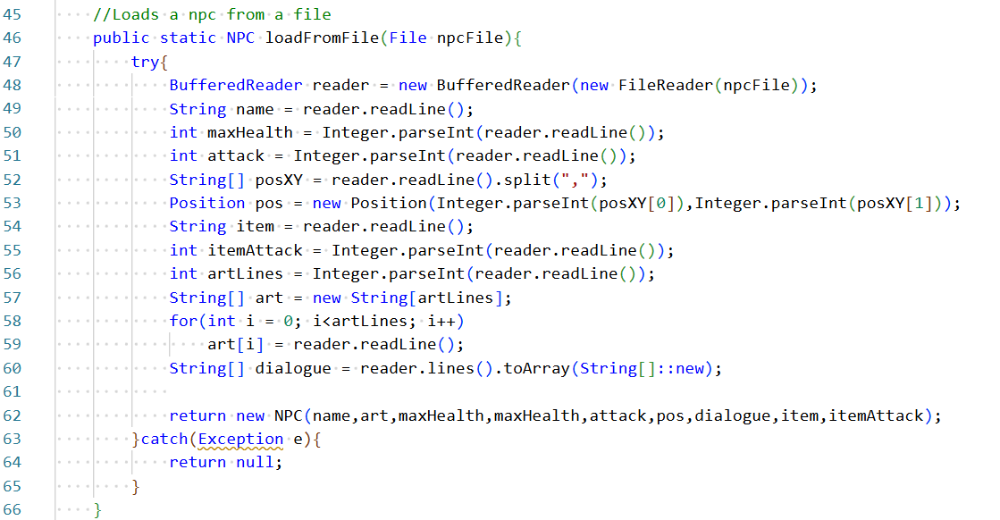 45 //Loads a npc from a file
46 public static NPC loadFromFile(File npcFile){
47 try{
48 BufferedReader reader = new BufferedReader(new FileReader(npcFile));
49 String name = reader.readLine();
50 int maxHealth = Integer.parseInt(reader.readLine());
51 int attack = Integer.parseInt(reader.readLine());
52 String[] posXY = reader.readLine().split(",");
53 Position pos = new Position(Integer.parseInt(posXY[0]),Integer.parseInt(posXY[1]));
54 String item = reader.readLine();
55 int itemAttack = Integer.parseInt(reader.readLine());
56 int artLines = Integer.parseInt(reader.readLine());
57 String[] art = new String[artLines];
58 for(int i = 0; i<artLines; i++)
59 art[i] = reader.readLine();
60 String[] dialogue = reader.lines().toArray(String[]::new);
61
62 return new NPC(name,art,maxHealth,maxHealth,attack,pos,dialogue,item,itemAttack);
63 }catch(Exception e){
64 return null;
65 }
66 }